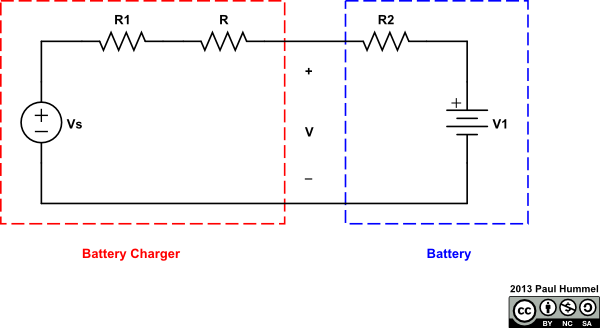 R1 R R2
+
+
+
−
Vs
V
V1
−
Battery Charger
Battery
2013 Paul Hummel
cc
BY NC SA